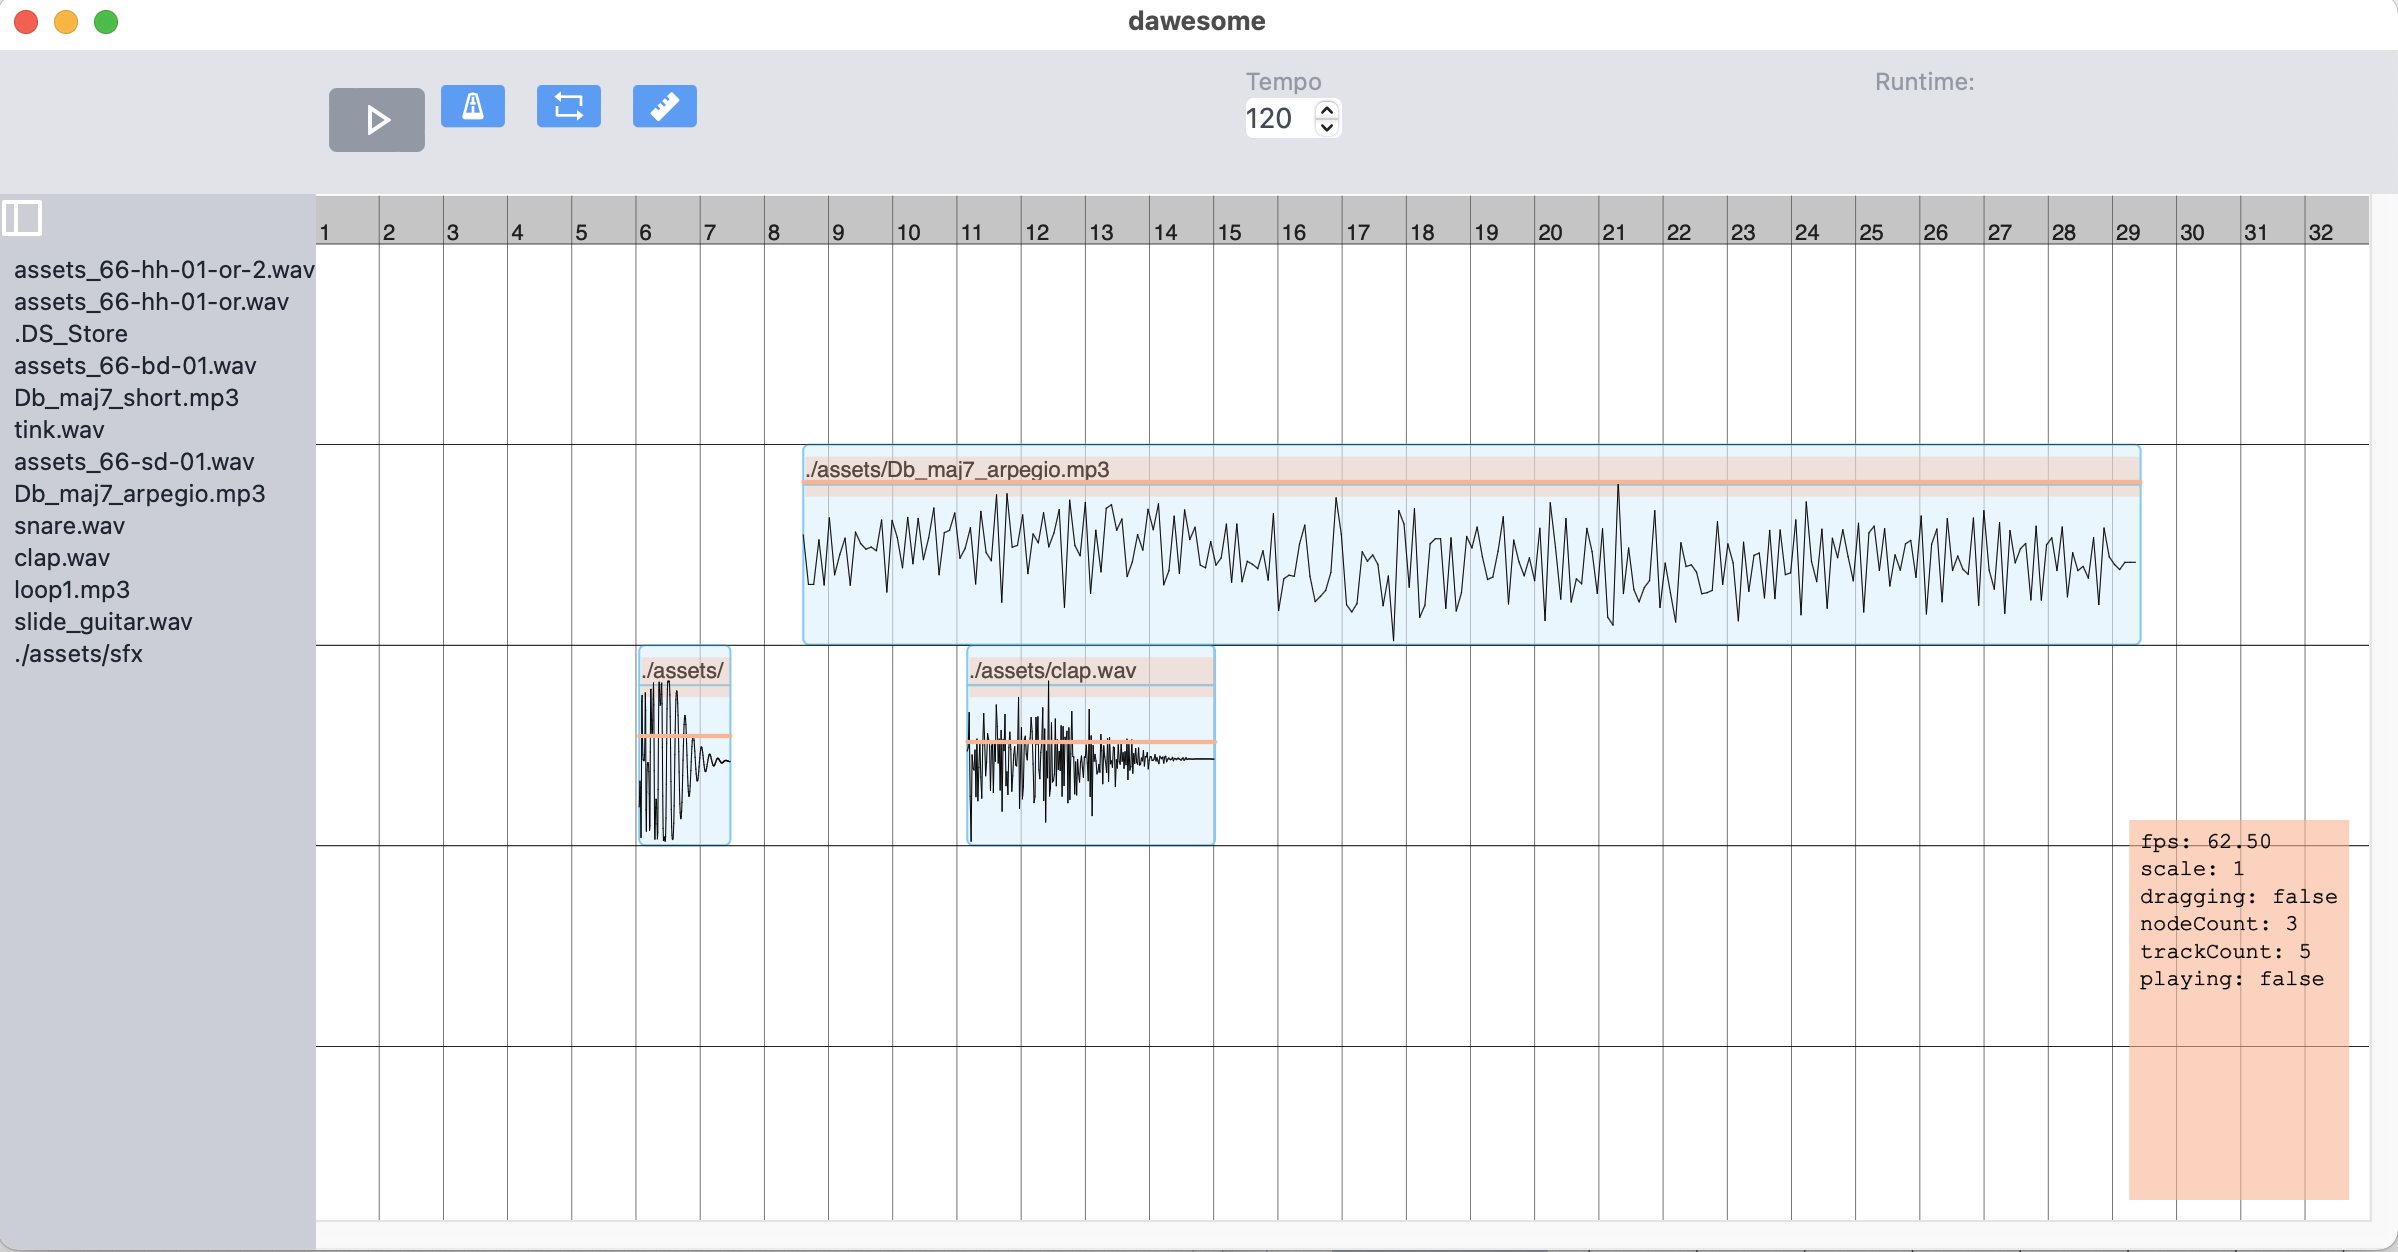 dawesome
Tempo
120
Runtime:
1 2 3 4 5 6 7 8 9 10 11 12 13 14 15 16 17 18 19 20 21 22 23 24 25 26 27 28 29 30 31 32
assets_66-hh-01-or-2.wav
assets_66-hh-01-or.wav
.DS_Store
assets_66-bd-01.wav
Db_maj7_short.mp3
tink.wav
assets_66-sd-01.wav
Db_maj7_arpegio.mp3
snare.wav
clap.wav
loop1.mp3
slide_guitar.wav
./assets/sfx
./assets/Db_maj7_arpegio.mp3
./assets/
./assets/clap.wav
fps: 62.50
scale: 1
dragging: false
nodeCount: 3
trackCount: 5
playing: false